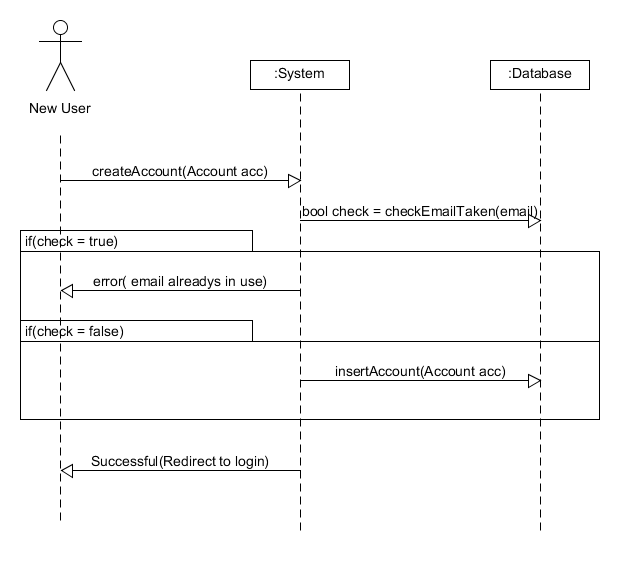 :System
:Database
New User
createAccount(Account acc)
bool check = checkEmailTaken(email)
if(check = true)
error( email alreadys in use)
if(check = false)
insertAccount(Account acc)
Successful(Redirect to login)